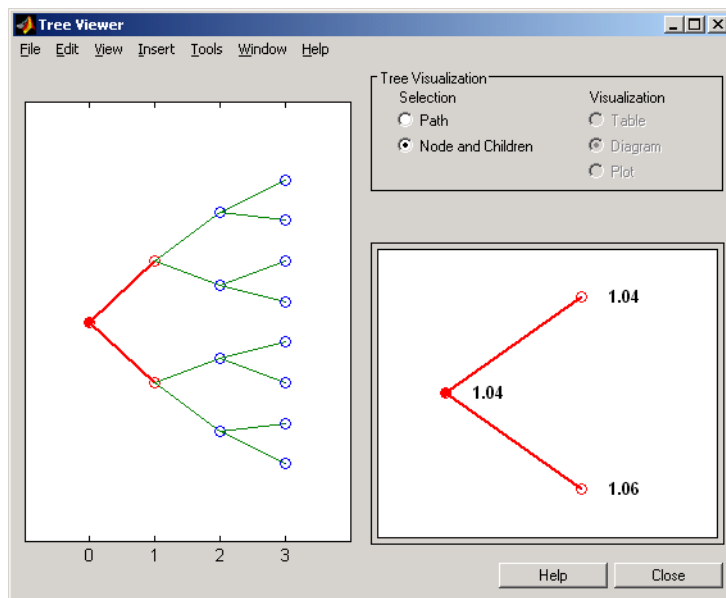 Tree Viewer
File Edit View Insert Tools Window Help
Tree Visualization
Selection
Visualization
Path
Table
Node and Children
Diagram
Plot
1.04
1.04
1.06
0 1 2 3
Help
Close